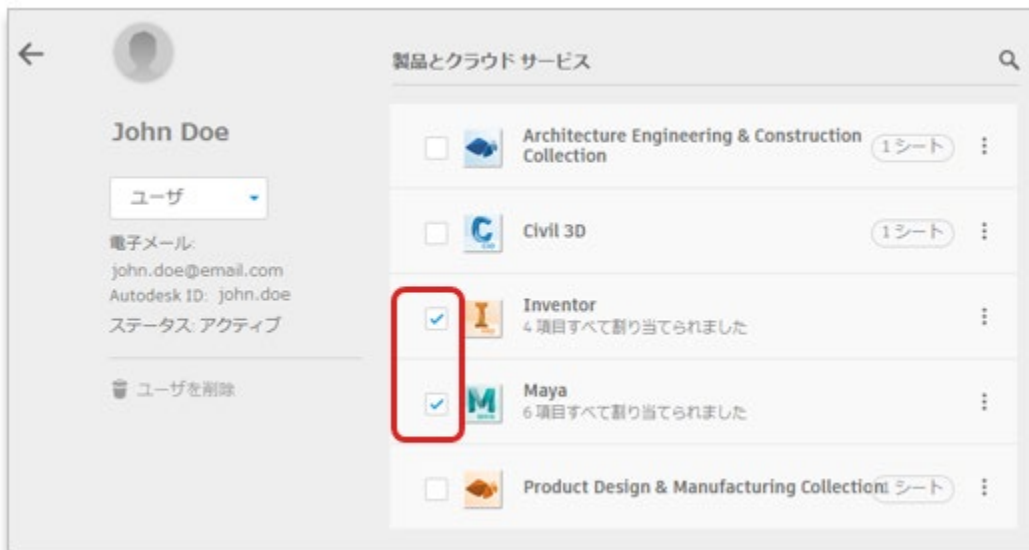 製品とクラウド サービス
John Doe
ユーザ
電子メール:
john.doe@email.com
Autodesk ID: john.doe
ステータス: アクティブ
ユーザを削除
Architecture Engineering & Construction
Collection
1 シート
Civil 3D
1 シート
Inventor
4 項目すべて割り当てられました
Maya
6 項目すべて割り当てられました
Product Design & Manufacturing Collection
1 シート